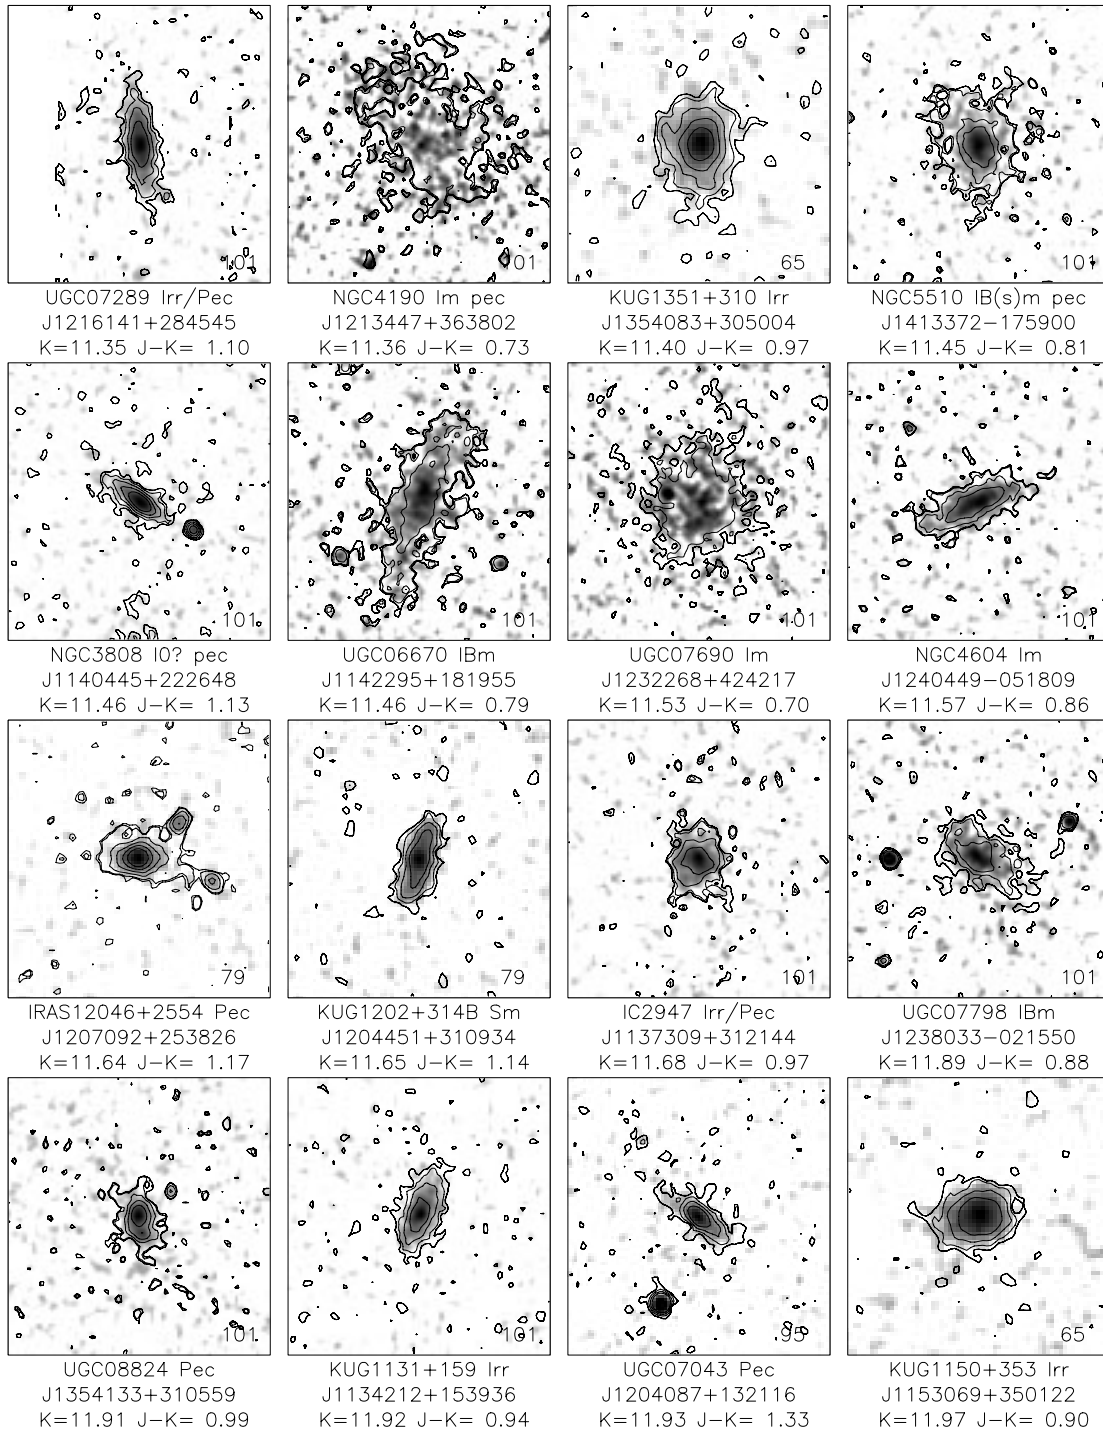 101 101 65 101
UGC07289 Irr/Pec NGC4190 Im pec KUG1351+310 Irr NGC5510 IB(s)m pec
J1216141+284545 J1213447+363802 J1354083+305004 J1413372-175900
K=11.35 J-K= 1.10 K=11.36 J-K= 0.73 K=11.40 J-K= 0.97 K=11.45 J-K= 0.81
101 101 101 101
NGC3808 I0? pec UGC06670 IBm UGC07690 Im NGC4604 Im
J1140445+222648 J1142295+181955 J1232268+424217 J1240449-051809
K=11.46 J-K= 1.13 K=11.46 J-K= 0.79 K=11.53 J-K= 0.70 K=11.57 J-K= 0.86
79 79 101 101
IRAS12046+2554 Pec KUG1202+314B Sm IC2947 Irr/Pec UGC07798 IBm
J1207092+253826 J1204451+310934 J1137309+312144 J1238033-021550
K=11.64 J-K= 1.17 K=11.65 J-K= 1.14 K=11.68 J-K= 0.97 K=11.89 J-K= 0.88
101 101 95 65
UGC08824 Pec KUG1131+159 Irr UGC07043 Pec KUG1150+353 Irr
J1354133+310559 J1134212+153936 J1204087+132116 J1153069+350122
K=11.91 J-K= 0.99 K=11.92 J-K= 0.94 K=11.93 J-K= 1.33 K=11.97 J-K= 0.90